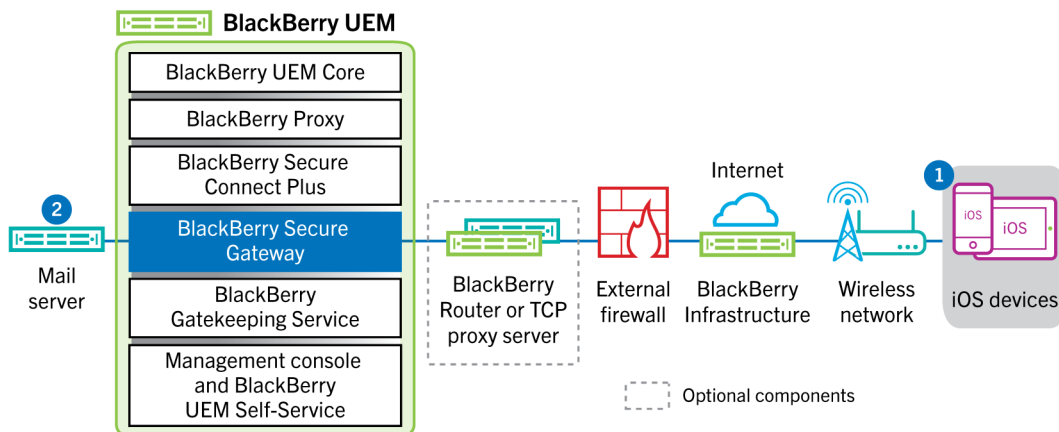 BlackBerry UEM
BlackBerry UEM Core
BlackBerry Proxy
BlackBerry Secure
Connect Plus
BlackBerry Secure
Gateway
BlackBerry
Gatekeeping Service
Management console
and BlackBerry
UEM Self-Service
2
Mail
server
BlackBerry
Router or TCP
proxy server
External
firewall
Internet
BlackBerry
Infrastructure
Wireless
network
1
iOS
iOS
iOS devices
Optional components